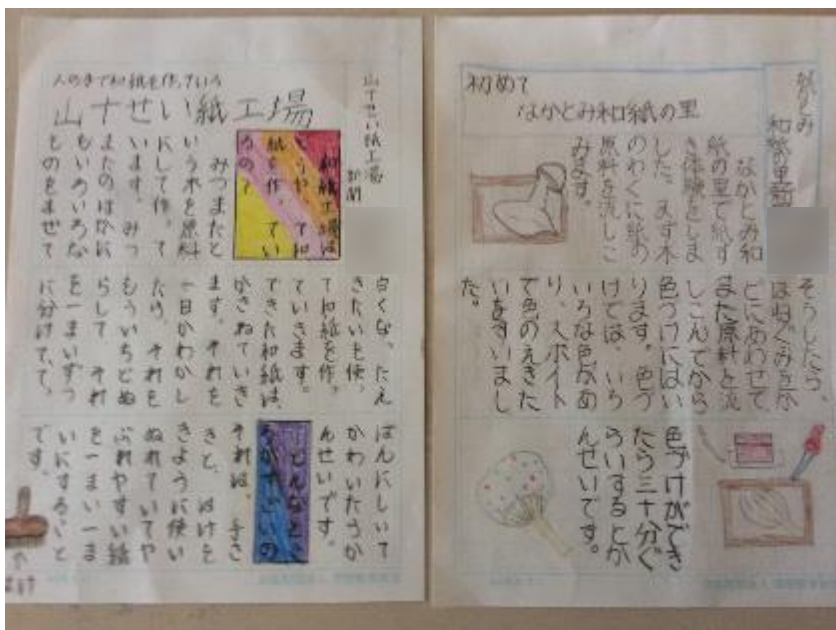 山十せい紙工場
新聞
人の手で和紙を作っている
山十せい紙工場
和紙工場は
どうやって和
紙を作ってい
るの？
みつまたと
いう木を原料
にして作って
います。みつ
またのほかに
もいろいろな
ものをまぜて
白くなったえ
きたいを使っ
て和紙を作っ
ていきます。
できた和紙は、
かさねていき
ます。それを
一日かわかし
たら、それを
もういちどぬ
らして それ
を一まいずつ
に分けて、て
ばんにしいて
かわいたらか
んせいです。
どんなとこ
ろがすごいの
それは、手さ
きと、はけを
きように使い
ぬれていてや
ぶれやすい紙
を一まい一ま
いにすること
です。
はけ
和紙の里新
初めて
なかとみ和紙の里
なかとみ和
紙の里で紙す
き体験をしま
した。まず木
のわくに紙の
原料を流しこ
みます。
そうしたら、
ほねぐみを木
どにあわせて
また原料を流
しこんでから
色づけにはい
ります。色づ
けでは、いろ
いろな色があ
り、スポイト
で色のえきた
いをすいまし
た。
色づけができ
たら三十分ぐ
らいするとか
んせいです。